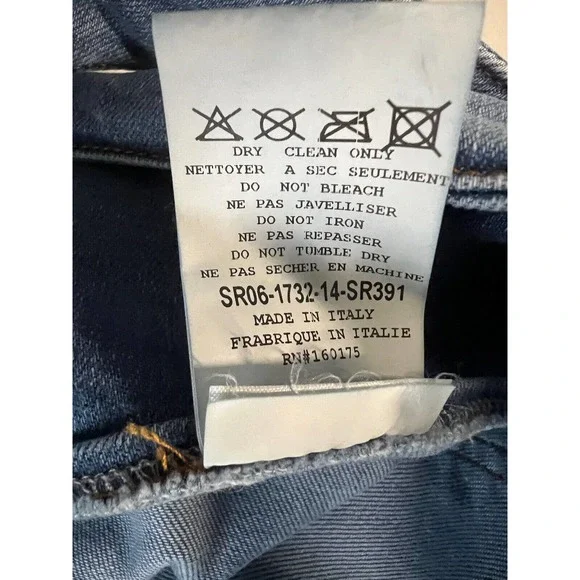 DRY CLEAN ONLY
NETTOYER A SEC SEULEMENT
DO NOT BLEACH
NE PAS JAVELLISER
DO NOT IRON
NE PAS REPASSER
DO NOT TUMBLE DRY
NE PAS SECHER EN MACHINE
SR06-1732-14-SR391
MADE IN ITALY
FRABRIQUE IN ITALIE
RN#160175